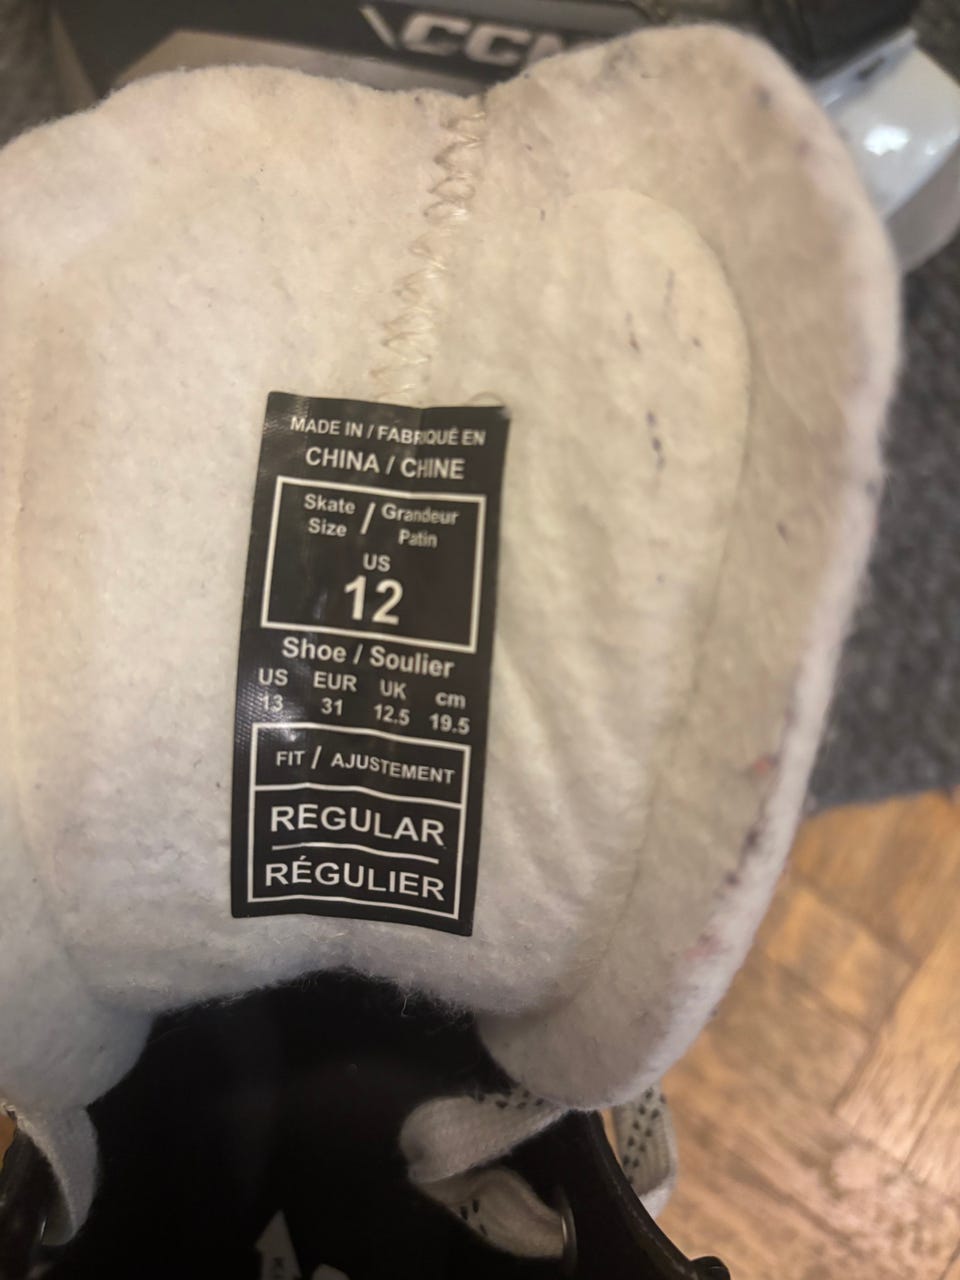 CCM
MADE IN / FABRIQUÉ EN
CHINA / CHINE
Skate Size / Grandeur Patin
US
12
Shoe / Soulier
US EUR UK cm
13 31 12.5 19.5
FIT / AJUSTEMENT
REGULAR
RÉGULIER